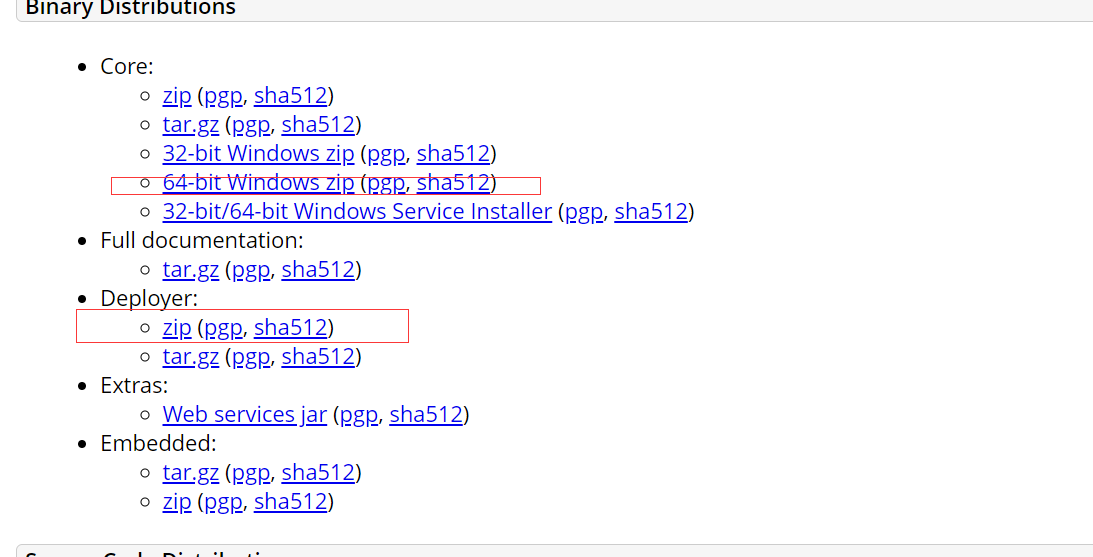 Binary Distributions
Core:
zip (pgp, sha512)
tar.gz (pgp, sha512)
32-bit Windows zip (pgp, sha512)
64-bit Windows zip (pgp, sha512)
32-bit/64-bit Windows Service Installer (pgp, sha512)
Full documentation:
tar.gz (pgp, sha512)
Deployer:
zip (pgp, sha512)
tar.gz (pgp, sha512)
Extras:
Web services jar (pgp, sha512)
Embedded:
tar.gz (pgp, sha512)
zip (pgp, sha512)